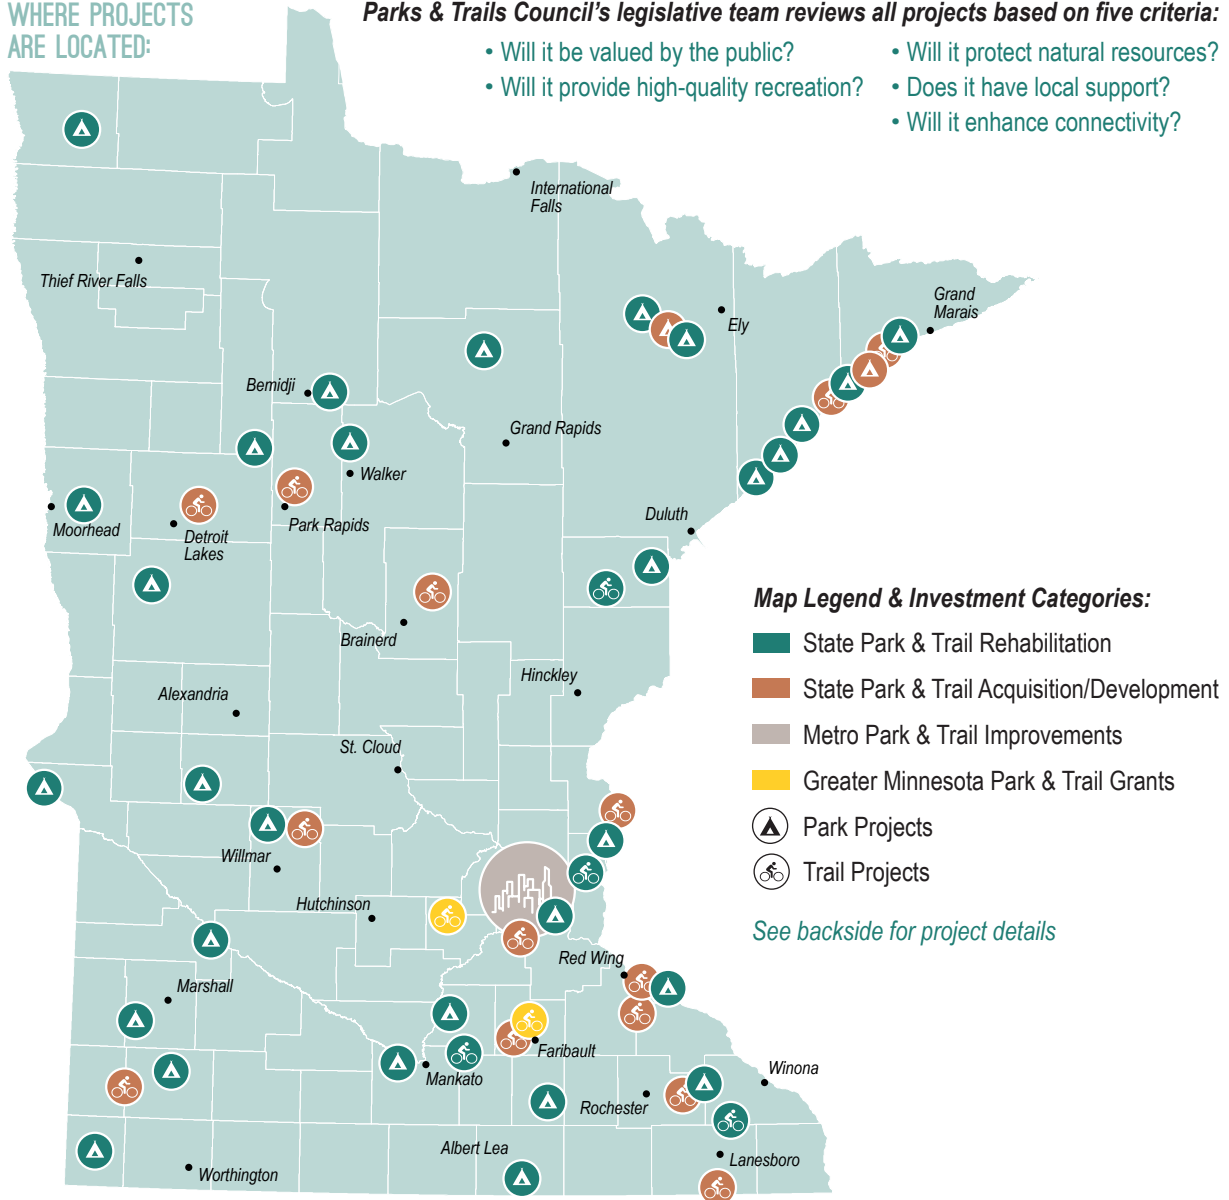 WHERE PROJECTS
ARE LOCATED:
Parks & Trails Council’s legislative team reviews all projects based on five criteria:
• Will it be valued by the public?
• Will it provide high-quality recreation?
• Will it protect natural resources?
• Does it have local support?
• Will it enhance connectivity?
International
Falls
Thief River Falls
Grand
Marais
Ely
Bemidji
Grand Rapids
Walker
Moorhead
Detroit
Lakes
Park Rapids
Duluth
Brainerd
Hinckley
Alexandria
St. Cloud
Willmar
Hutchinson
Red Wing
Marshall
Faribault
Mankato
Winona
Rochester
Albert Lea
Lanesboro
Worthington
Map Legend & Investment Categories:
State Park & Trail Rehabilitation
State Park & Trail Acquisition/Development
Metro Park & Trail Improvements
Greater Minnesota Park & Trail Grants
Park Projects
Trail Projects
See backside for project details